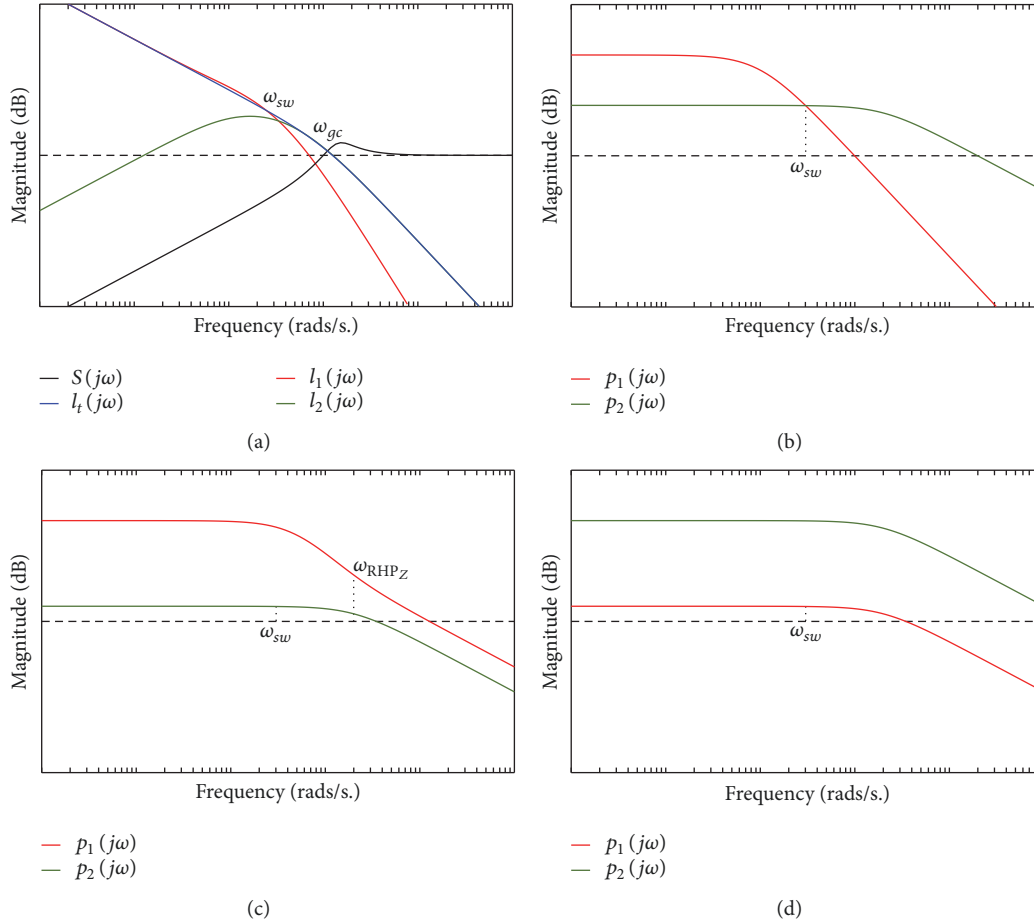 Magnitude (dB)
ω_sw
ω_gc
Frequency (rads/s.)
S(jω)
l_t(jω)
l_1(jω)
l_2(jω)
(a)
Magnitude (dB)
ω_sw
Frequency (rads/s.)
p_1(jω)
p_2(jω)
(b)
Magnitude (dB)
ω_RHP_Z
ω_sw
Frequency (rads/s.)
p_1(jω)
p_2(jω)
(c)
Magnitude (dB)
ω_sw
Frequency (rads/s.)
p_1(jω)
p_2(jω)
(d)